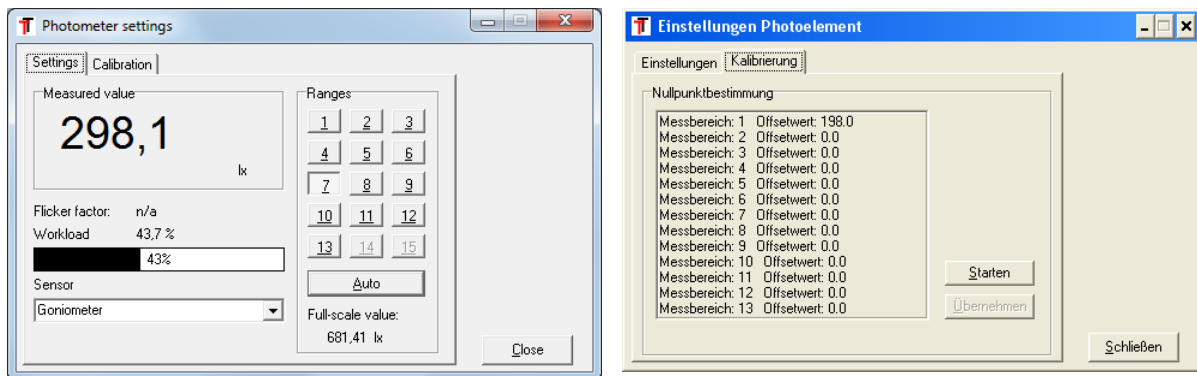 Photometer settings
Settings Calibration
Measured value
298,1
lx
Flicker factor: n/a
Workload 43,7 %
43%
Sensor
Goniometer
Ranges
1 2 3
4 5 6
7 8 9
10 11 12
13 14 15
Auto
Full-scale value:
681,41 lx
Close
Einstellungen Photoelement
Einstellungen Kalibrierung
Nullpunktbestimmung
Messbereich: 1 Offsetwert: 198.0
Messbereich: 2 Offsetwert: 0.0
Messbereich: 3 Offsetwert: 0.0
Messbereich: 4 Offsetwert: 0.0
Messbereich: 5 Offsetwert: 0.0
Messbereich: 6 Offsetwert: 0.0
Messbereich: 7 Offsetwert: 0.0
Messbereich: 8 Offsetwert: 0.0
Messbereich: 9 Offsetwert: 0.0
Messbereich: 10 Offsetwert: 0.0
Messbereich: 11 Offsetwert: 0.0
Messbereich: 12 Offsetwert: 0.0
Messbereich: 13 Offsetwert: 0.0
Starten
Übernehmen
Schließen